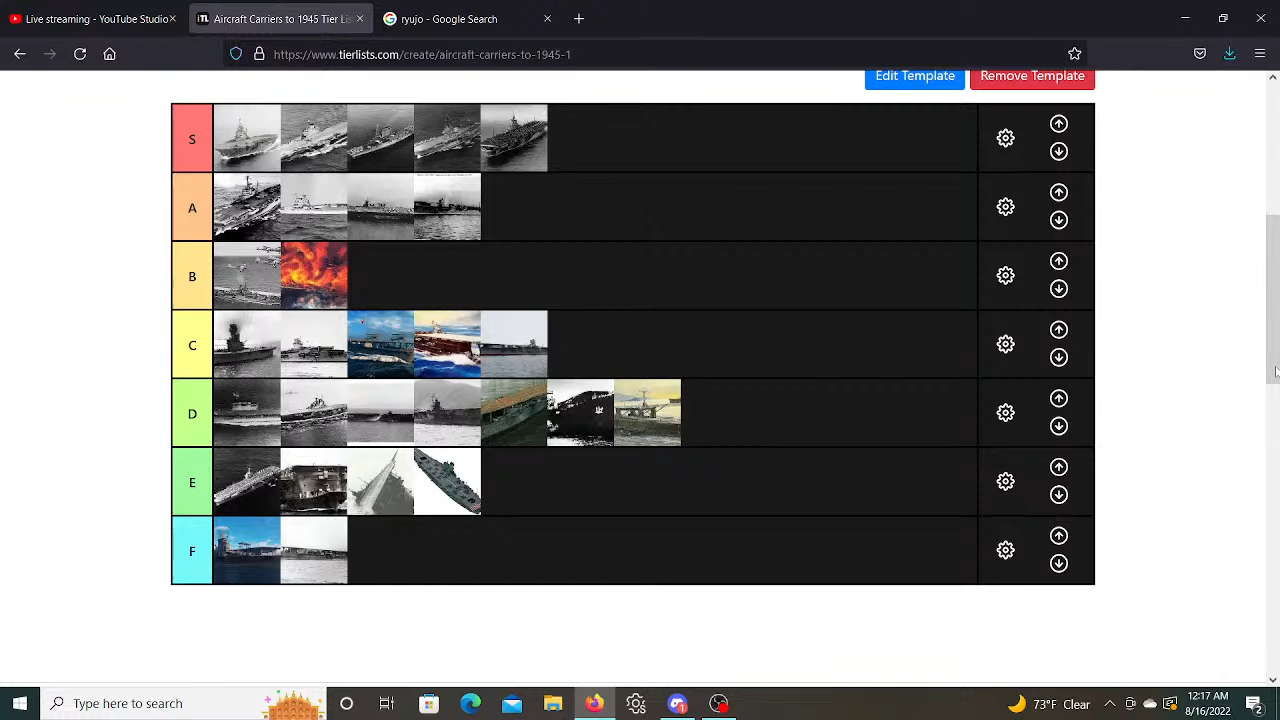 Live streaming - YouTube Studio
Aircraft Carriers to 1945 Tier Lis
ryujo - Google Search
https://www.tierlists.com/create/aircraft-carriers-to-1945-1
Edit Template
Remove Template
S
A
B
C
D
E
F
Type here to search
73°F Clear
12:17 AM
8/16/2022